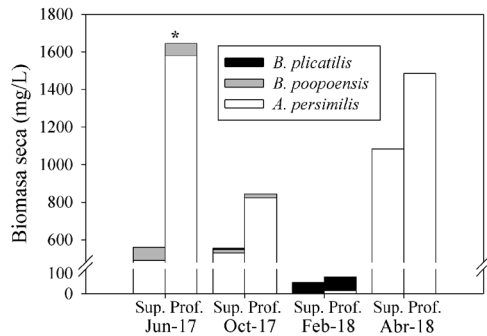 *
B. plicatilis
B. poopoensis
A. persimilis
Biomasa seca (mg/L)
1800
1600
1400
1200
1000
800
600
100
0
Sup. Prof. Sup. Prof. Sup. Prof. Sup. Prof.
Jun-17 Oct-17 Feb-18 Abr-18